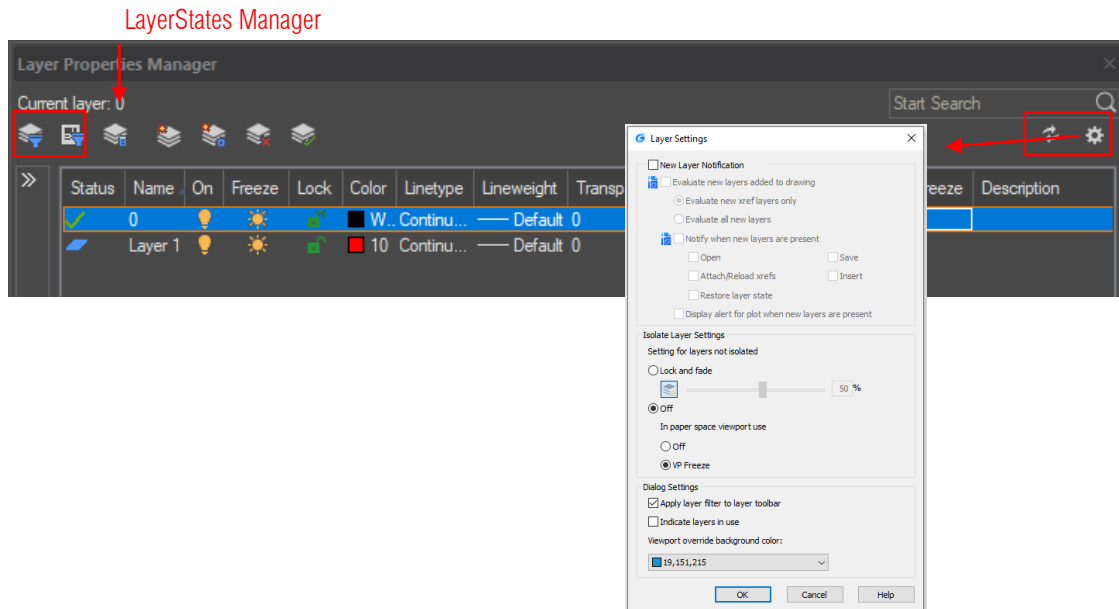 LayerStates Manager
Layer Properties Manager
Current layer: 0
Start Search
Status Name On Freeze Lock Color Linetype Lineweight Transp reeze Description
0 W.. Continu... Default 0
Layer 1 10 Continu... Default 0
Layer Settings
New Layer Notification
Evaluate new layers added to drawing
Evaluate new xref layers only
Evaluate all new layers
Notify when new layers are present
Open Save
Attach/Reload xrefs Insert
Restore layer state
Display alert for plot when new layers are present
Isolate Layer Settings
Setting for layers not isolated
Lock and fade
50 %
Off
In paper space viewport use
Off
VP Freeze
Dialog Settings
Apply layer filter to layer toolbar
Indicate layers in use
Viewport override background color:
19,151,215
OK Cancel Help